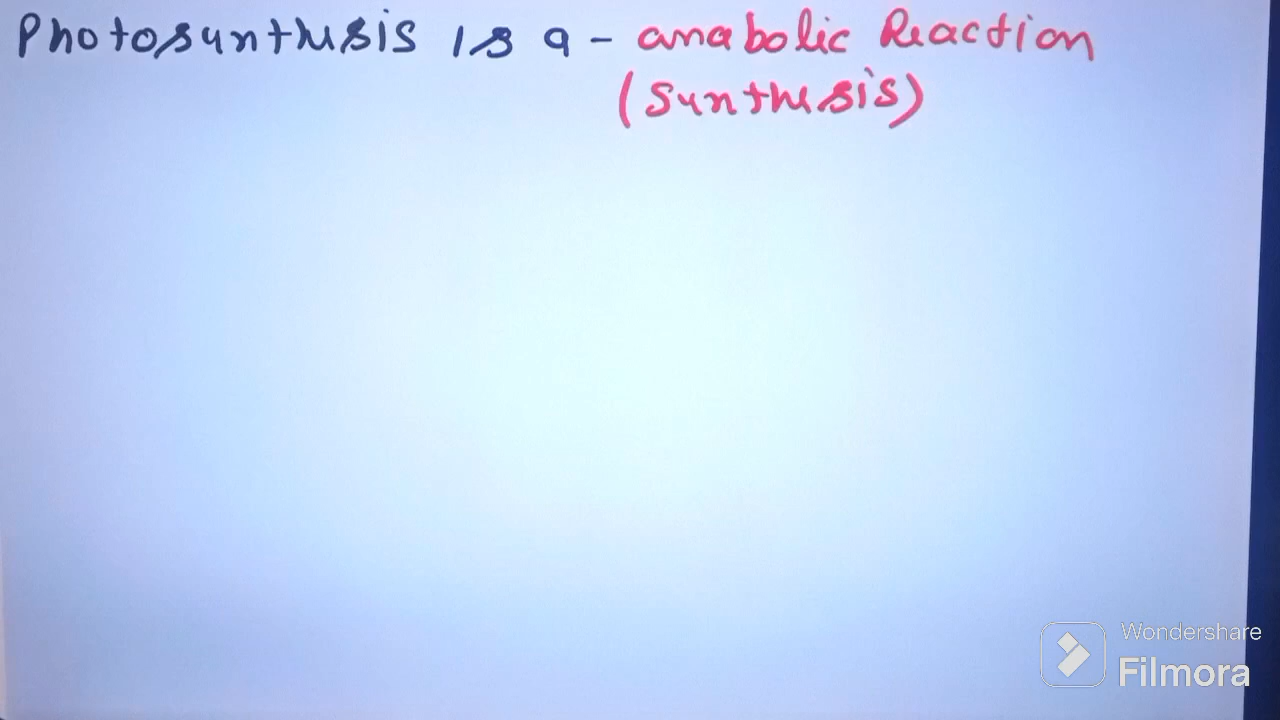 Photosynthesis is a - anabolic Reaction
(synthesis)
Wondershare
Filmora